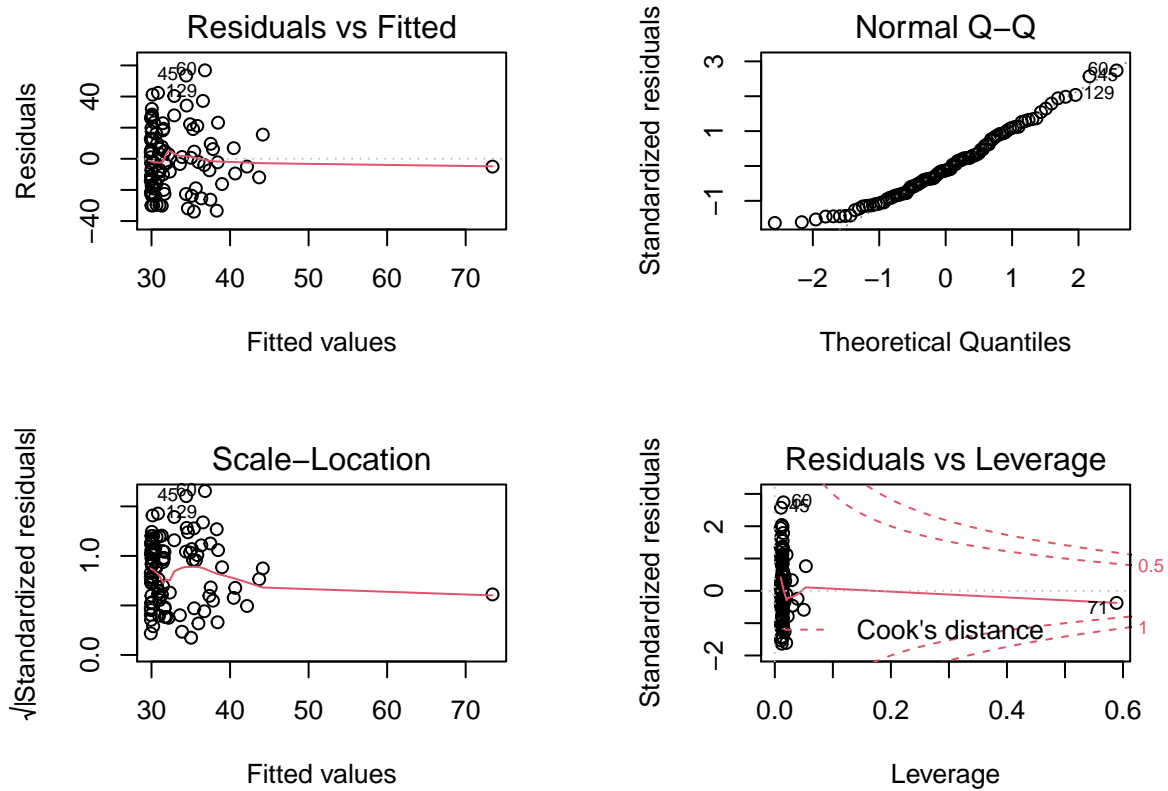 Residuals vs Fitted
Residuals
40
0
−40
45
60
129
30 40 50 60 70
Fitted values
Normal Q−Q
Standardized residuals
3
1
−1
60
45
129
−2 −1 0 1 2
Theoretical Quantiles
Scale−Location
√|Standardized residuals|
1.0
0.0
45
60
129
30 40 50 60 70
Fitted values
Residuals vs Leverage
Standardized residuals
2
0
−2
60
45
71
0.5
1
Cook's distance
0.0 0.2 0.4 0.6
Leverage